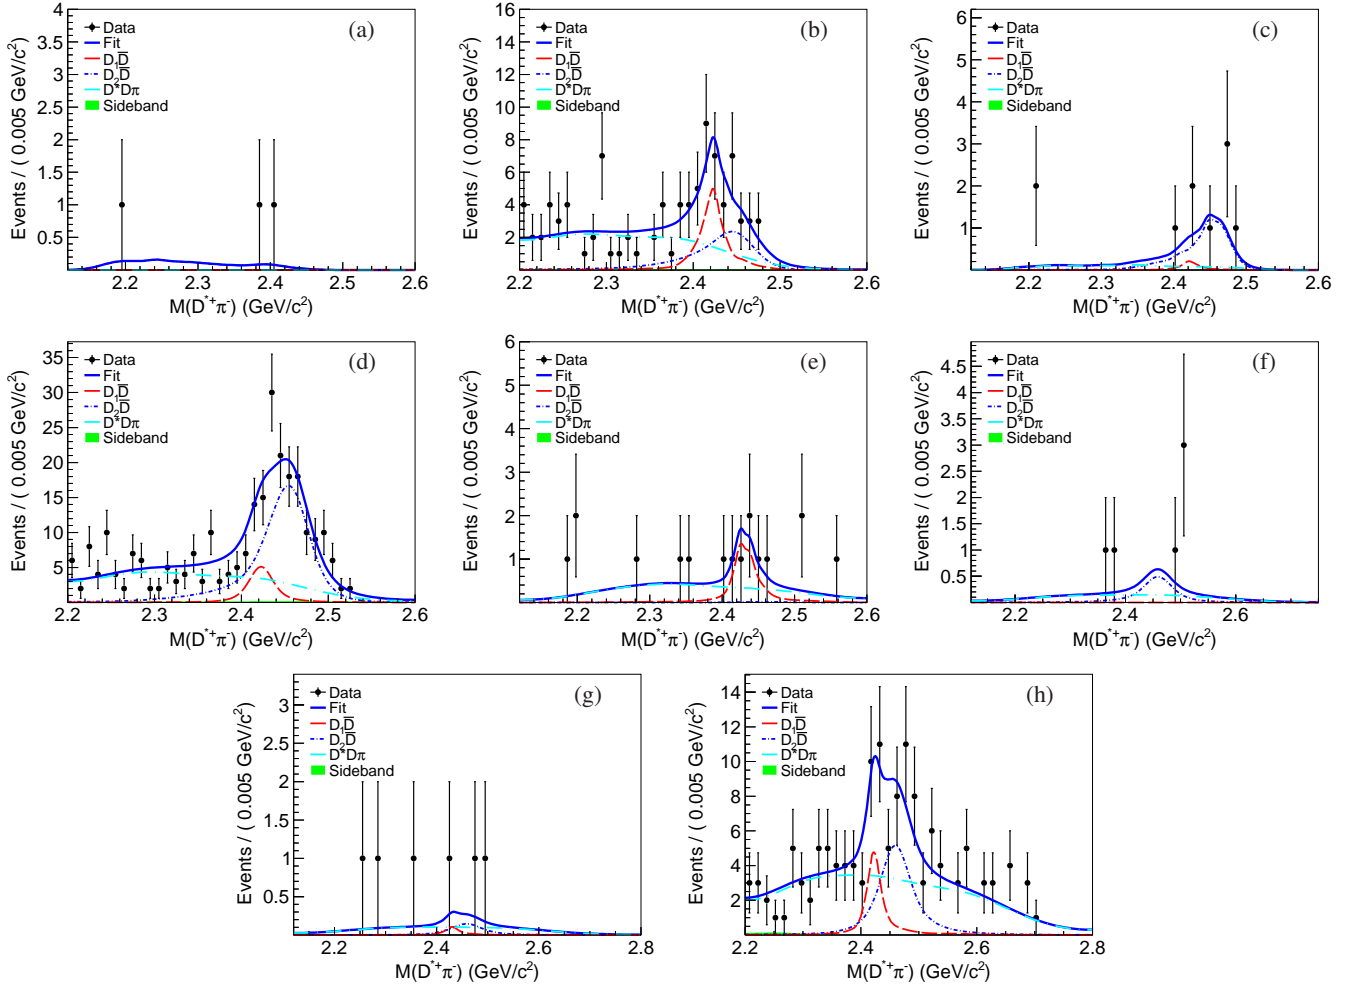 (a)
Data
Fit
D₁D̅
D₂D̅
D*Dπ
Sideband
Events / ( 0.005 GeV/c²)
4
3.5
3
2.5
2
1.5
1
0.5
2.2 2.3 2.4 2.5 2.6
M(D*⁺π⁻) (GeV/c²)
(b)
Data
Fit
D₁D̅
D₂D̅
D*Dπ
Sideband
Events / ( 0.005 GeV/c²)
16
14
12
10
8
6
4
2
2.2 2.3 2.4 2.5 2.6
M(D*⁺π⁻) (GeV/c²)
(c)
Data
Fit
D₁D̅
D₂D̅
D*Dπ
Sideband
Events / ( 0.005 GeV/c²)
6
5
4
3
2
1
2.2 2.3 2.4 2.5 2.6
M(D*⁺π⁻) (GeV/c²)
(d)
Data
Fit
D₁D̅
D₂D̅
D*Dπ
Sideband
Events / ( 0.005 GeV/c²)
35
30
25
20
15
10
5
2.2 2.3 2.4 2.5 2.6
M(D*⁺π⁻) (GeV/c²)
(e)
Data
Fit
D₁D̅
D₂D̅
D*Dπ
Sideband
Events / ( 0.005 GeV/c²)
6
5
4
3
2
1
2.2 2.3 2.4 2.5 2.6
M(D*⁺π⁻) (GeV/c²)
(f)
Data
Fit
D₁D̅
D₂D̅
D*Dπ
Sideband
Events / ( 0.005 GeV/c²)
4.5
4
3.5
3
2.5
2
1.5
1
0.5
2.2 2.4 2.6
M(D*⁺π⁻) (GeV/c²)
(g)
Data
Fit
D₁D̅
D₂D̅
D*Dπ
Sideband
Events / ( 0.005 GeV/c²)
3
2.5
2
1.5
1
0.5
2.2 2.4 2.6 2.8
M(D*⁺π⁻) (GeV/c²)
(h)
Data
Fit
D₁D̅
D₂D̅
D*Dπ
Sideband
Events / ( 0.005 GeV/c²)
14
12
10
8
6
4
2
2.2 2.4 2.6 2.8
M(D*⁺π⁻) (GeV/c²)